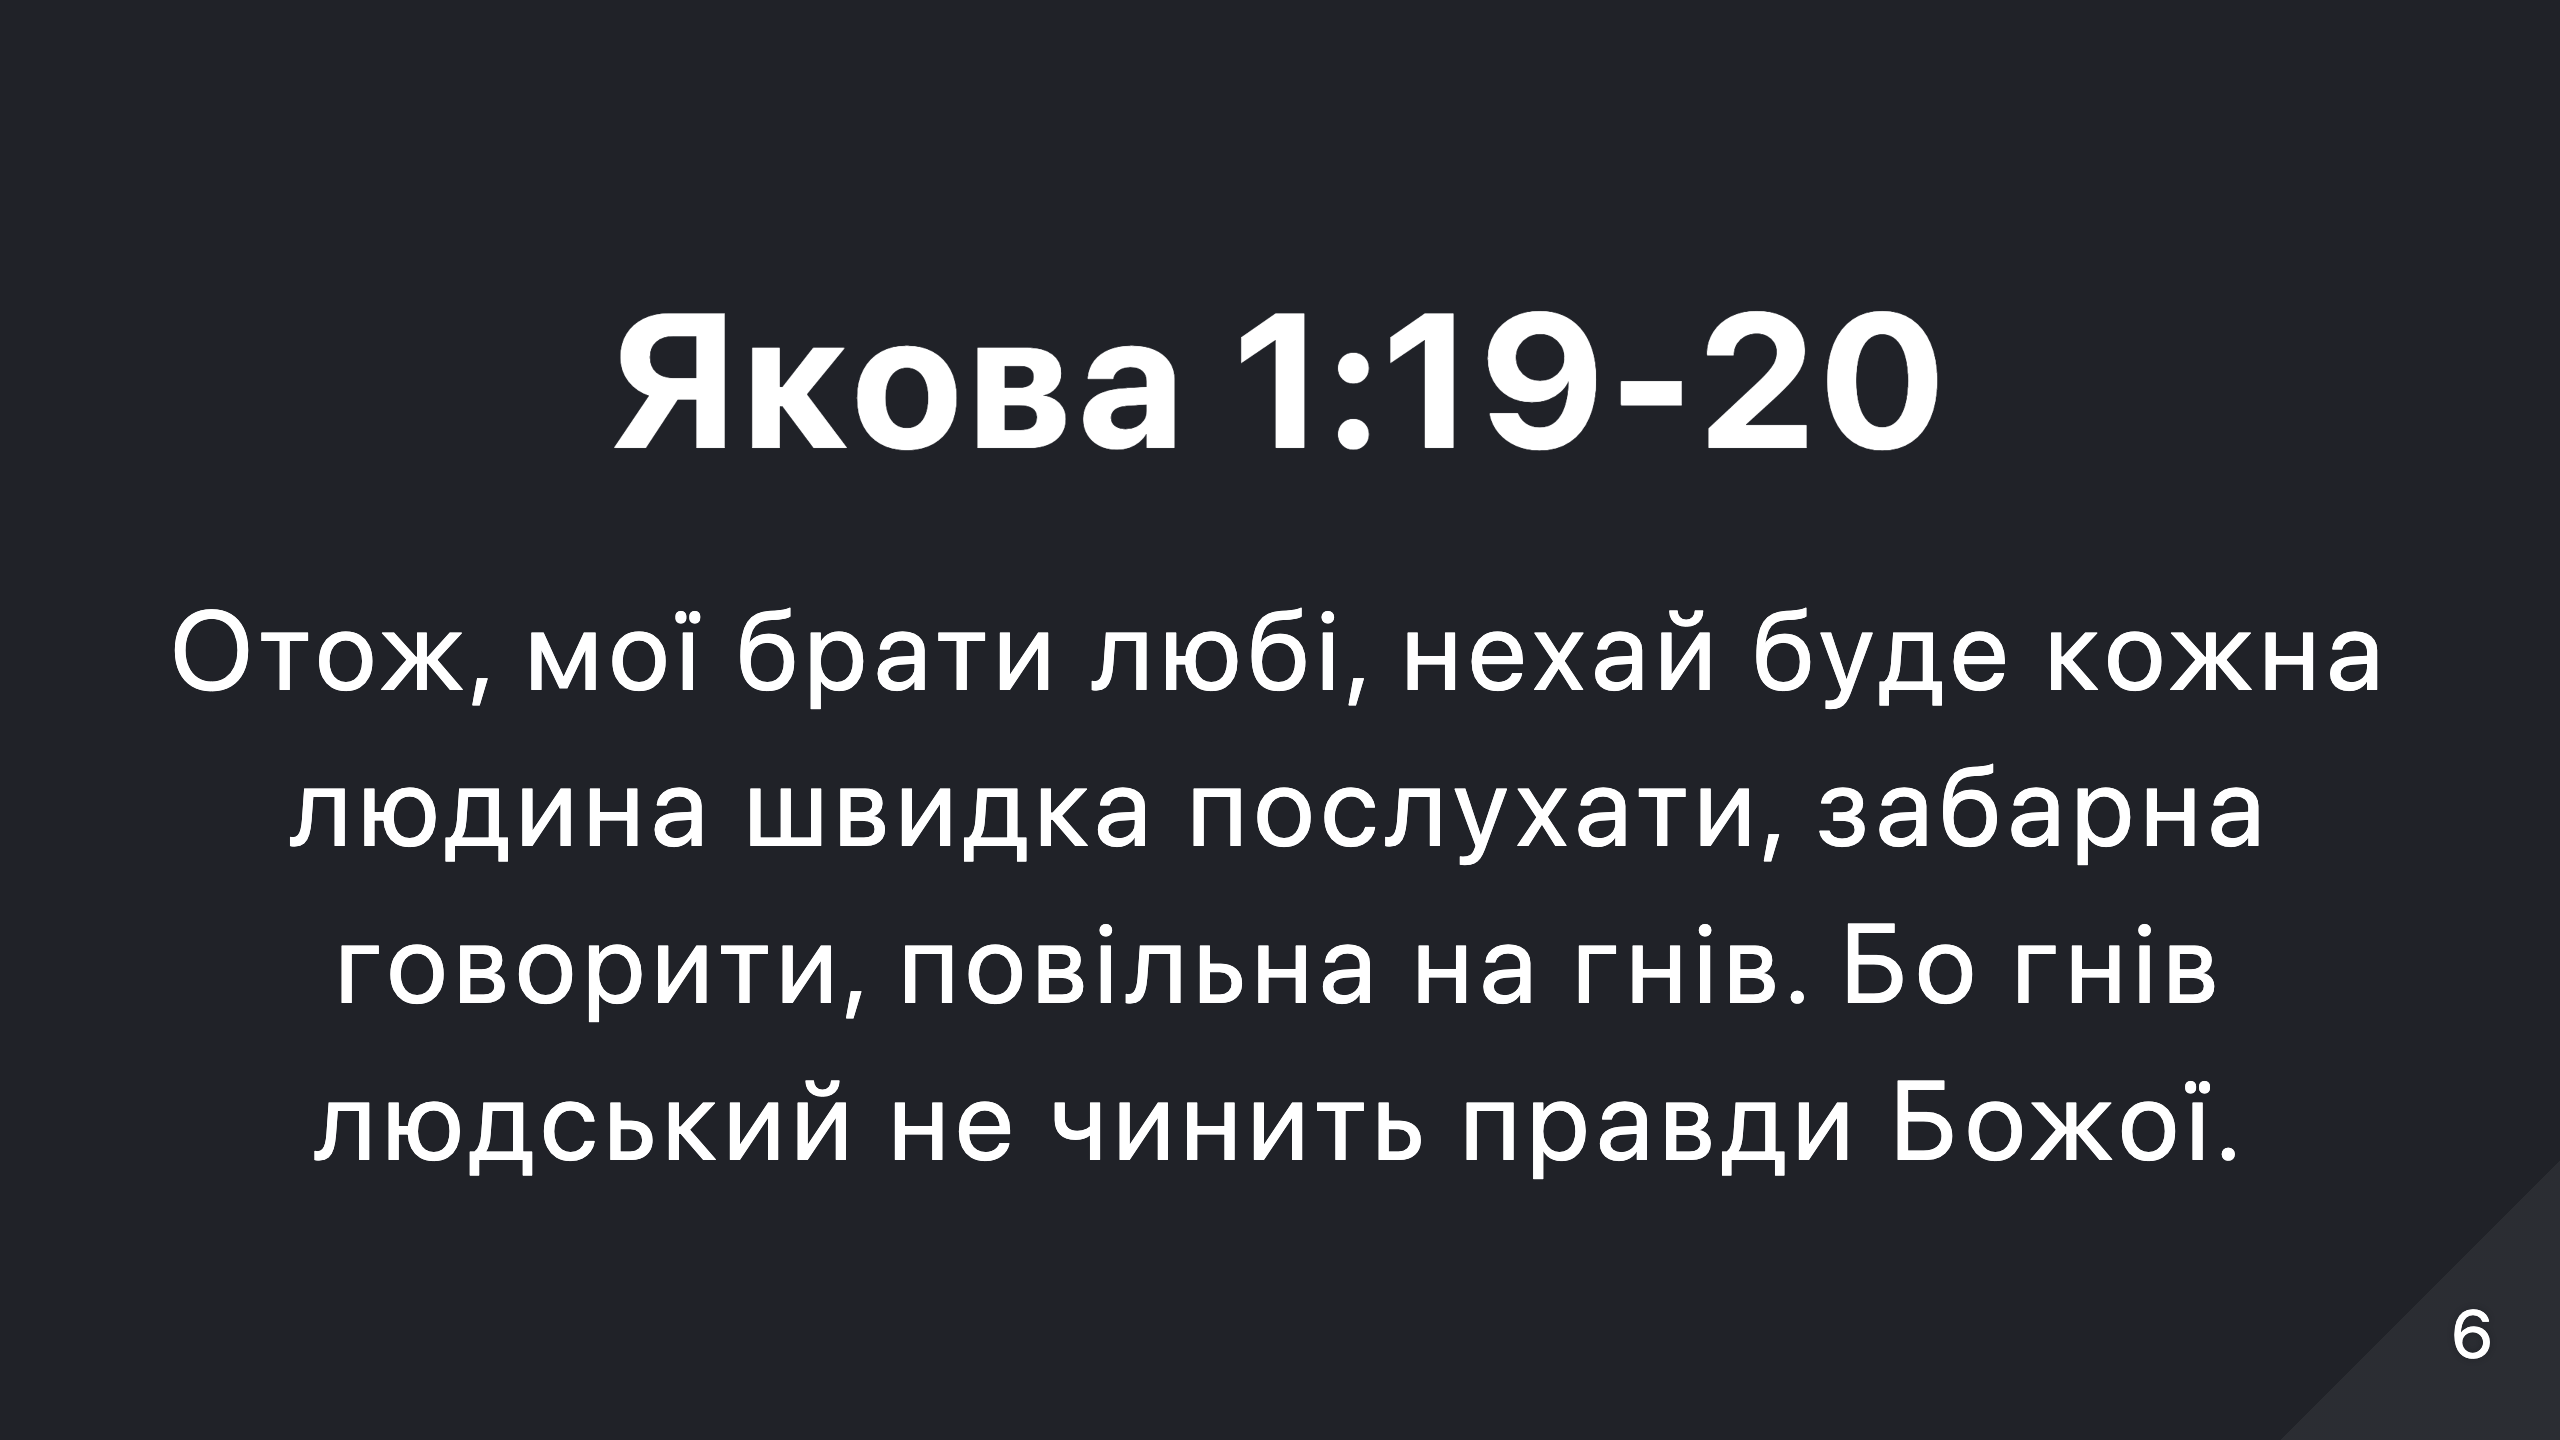 Якова 1:19-20
Отож, мої брати любі, нехай буде кожна
людина швидка послухати, забарна
говорити, повільна на гнів. Бо гнів
людський не чинить правди Божої.
6